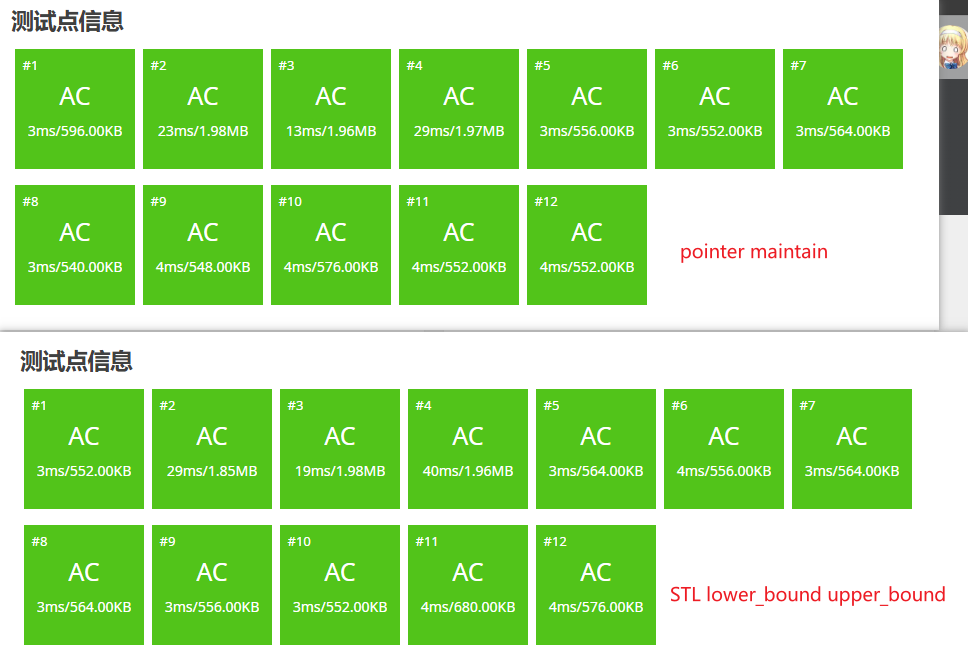 测试点信息
#1 #2 #3 #4 #5 #6 #7
AC AC AC AC AC AC AC
3ms/596.00KB 23ms/1.98MB 13ms/1.96MB 29ms/1.97MB 3ms/556.00KB 3ms/552.00KB 3ms/564.00KB
#8 #9 #10 #11 #12
AC AC AC AC AC
3ms/540.00KB 4ms/548.00KB 4ms/576.00KB 4ms/552.00KB 4ms/552.00KB
pointer maintain
测试点信息
#1 #2 #3 #4 #5 #6 #7
AC AC AC AC AC AC AC
3ms/552.00KB 29ms/1.85MB 19ms/1.98MB 40ms/1.96MB 3ms/564.00KB 4ms/556.00KB 3ms/564.00KB
#8 #9 #10 #11 #12
AC AC AC AC AC
3ms/564.00KB 3ms/556.00KB 3ms/552.00KB 4ms/680.00KB 4ms/576.00KB
STL lower_bound upper_bound